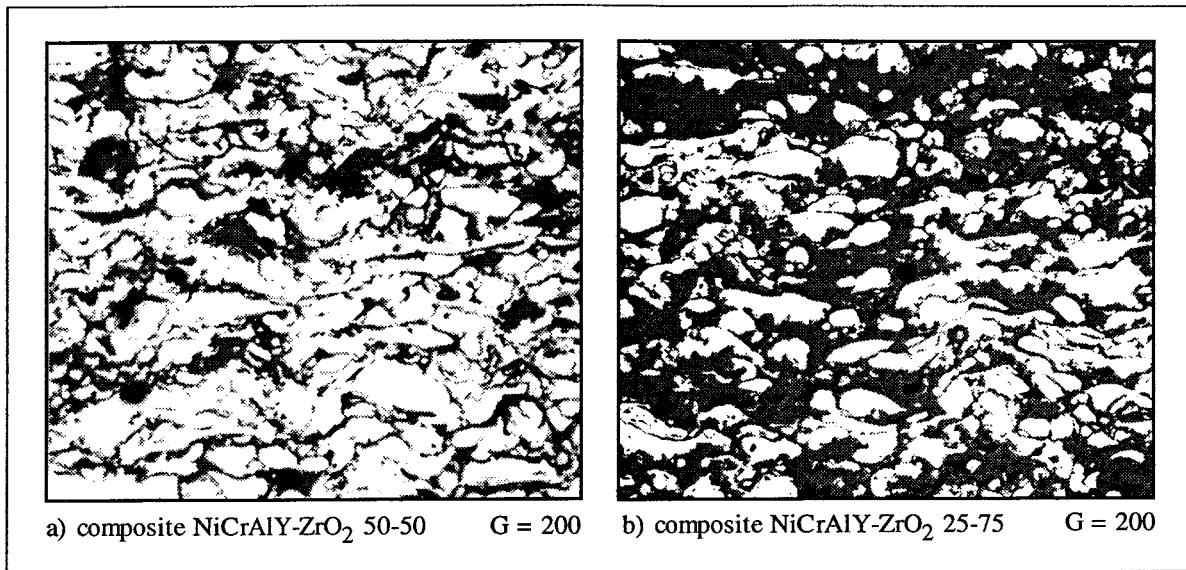 a) composite NiCrAlY-ZrO₂ 50-50 G = 200
b) composite NiCrAlY-ZrO₂ 25-75 G = 200